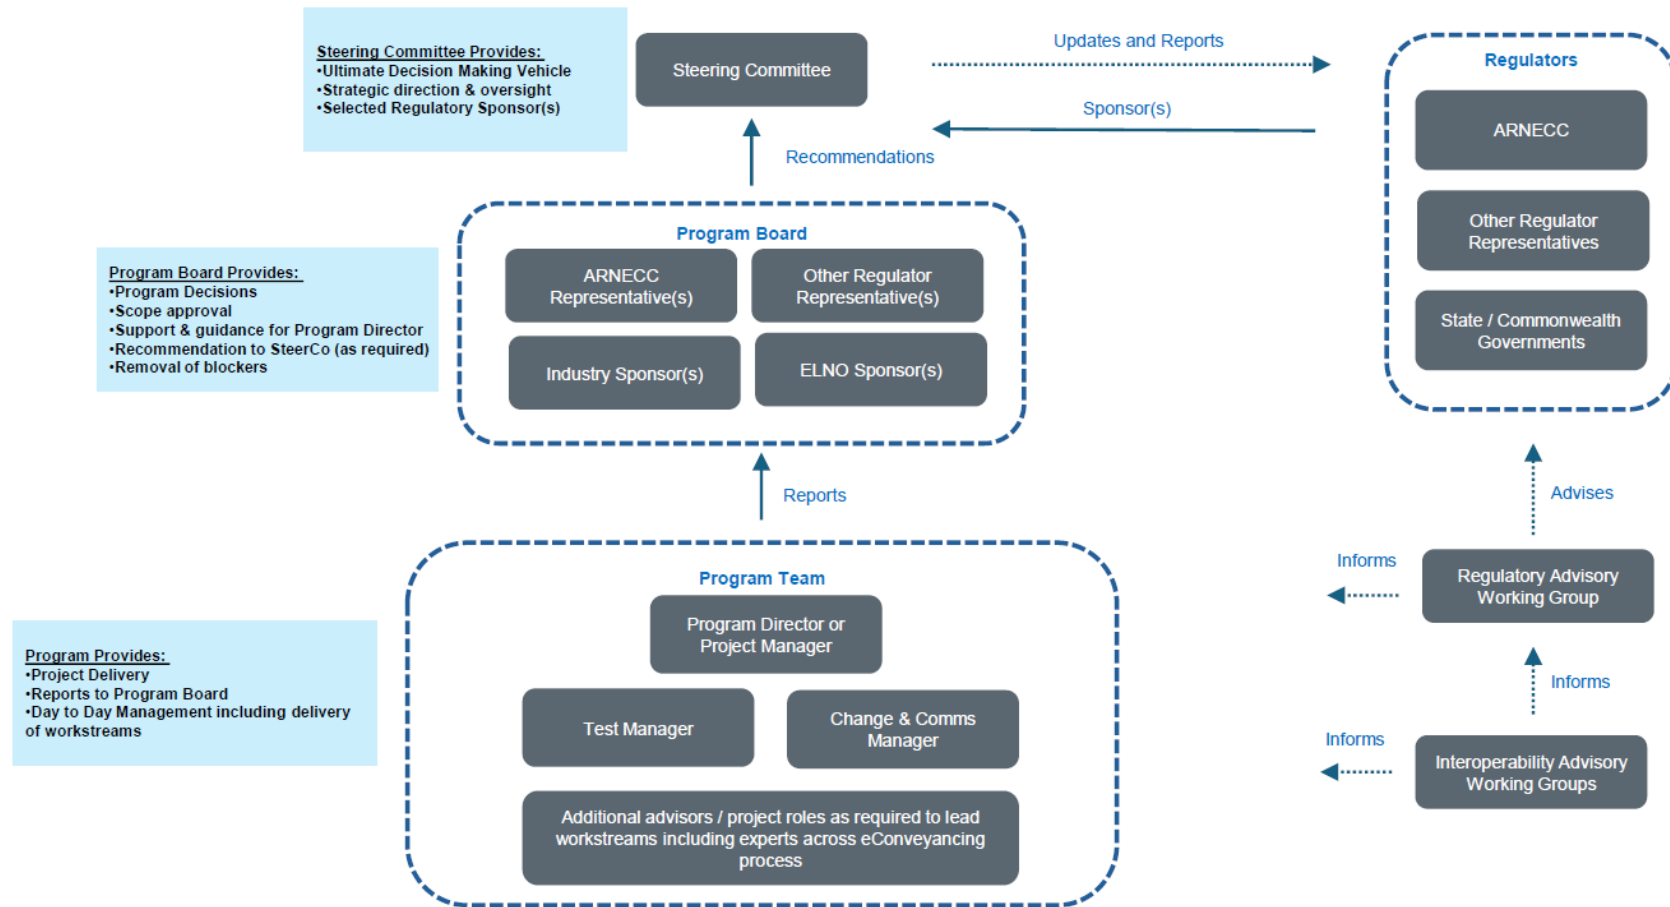 Steering Committee Provides:
•Ultimate Decision Making Vehicle
•Strategic direction & oversight
•Selected Regulatory Sponsor(s)
Steering Committee
Updates and Reports
Sponsor(s)
Recommendations
Regulators
ARNECC
Other Regulator
Representatives
State / Commonwealth
Governments
Program Board Provides:
•Program Decisions
•Scope approval
•Support & guidance for Program Director
•Recommendation to SteerCo (as required)
•Removal of blockers
Program Board
ARNECC
Representative(s)
Other Regulator
Representative(s)
Industry Sponsor(s)
ELNO Sponsor(s)
Reports
Advises
Program Provides:
•Project Delivery
•Reports to Program Board
•Day to Day Management including delivery
of workstreams
Program Team
Program Director or
Project Manager
Test Manager
Change & Comms
Manager
Additional advisors / project roles as required to lead
workstreams including experts across eConveyancing
process
Informs
Regulatory Advisory
Working Group
Informs
Informs
Interoperability Advisory
Working Groups